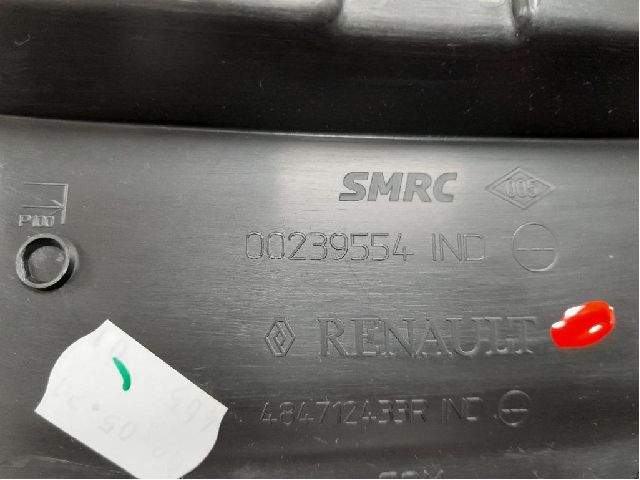 SMRC 005
P100
00239554 IND
RENAULT
484712433R IND